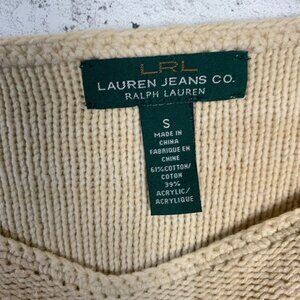 LRL
LAUREN JEANS CO.
RALPH LAUREN
S
MADE IN
CHINA
FABRIQUE EN
CHINE
61% COTTON/
COTON
39%
ACRYLIC/
ACRYLIQUE